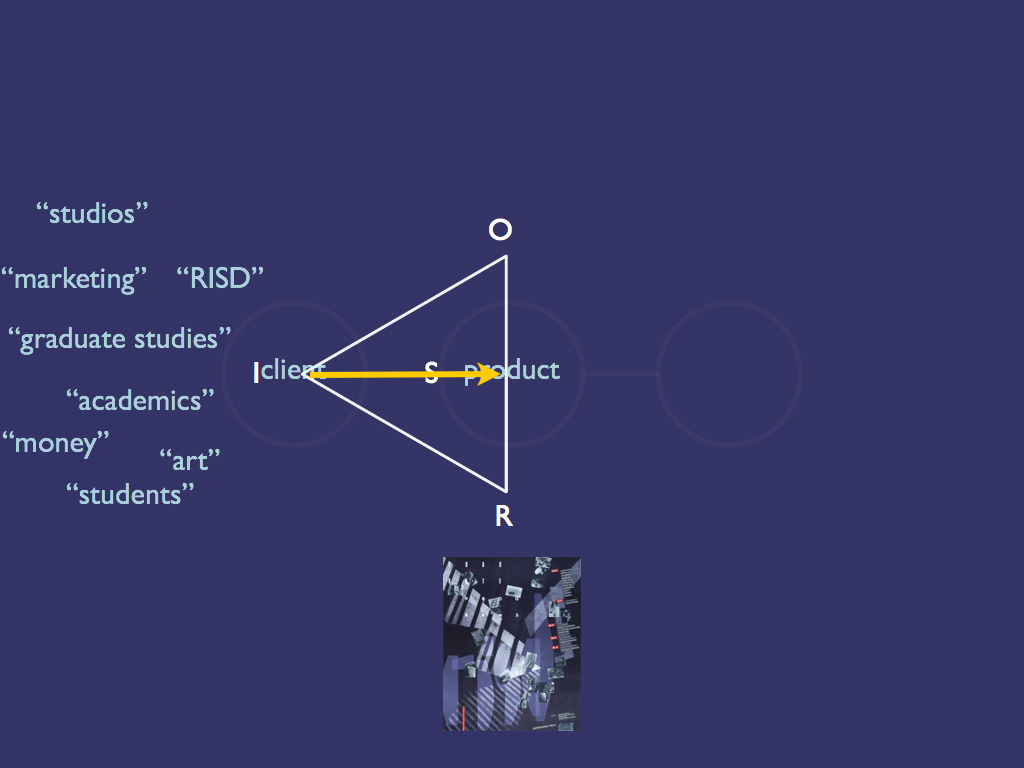 “studios”
O
“marketing” “RISD”
“graduate studies”
I client S product
“academics”
“money”
“art”
“students”
R